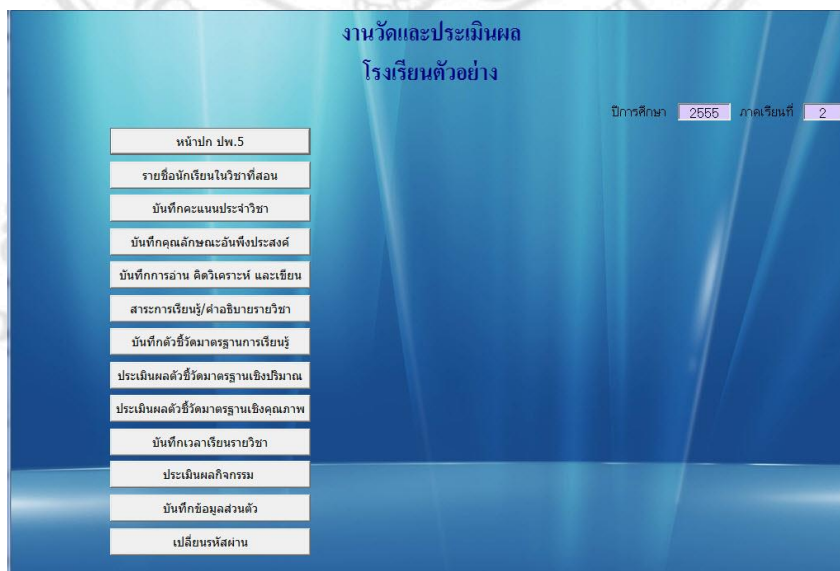 งานวัดและประเมินผล
โรงเรียนตัวอย่าง
ปีการศึกษา 2555 ภาคเรียนที่ 2
หน้าปก ปพ.5
รายชื่อนักเรียนในวิชาที่สอน
บันทึกคะแนนประจำวิชา
บันทึกคุณลักษณะอันพึงประสงค์
บันทึกการอ่าน คิดวิเคราะห์ และเขียน
สาระการเรียนรู้/คำอธิบายรายวิชา
บันทึกตัวชี้วัดมาตรฐานการเรียนรู้
ประเมินผลตัวชี้วัดมาตรฐานเชิงปริมาณ
ประเมินผลตัวชี้วัดมาตรฐานเชิงคุณภาพ
บันทึกเวลาเรียนรายวิชา
ประเมินผลกิจกรรม
บันทึกข้อมูลส่วนตัว
เปลี่ยนรหัสผ่าน